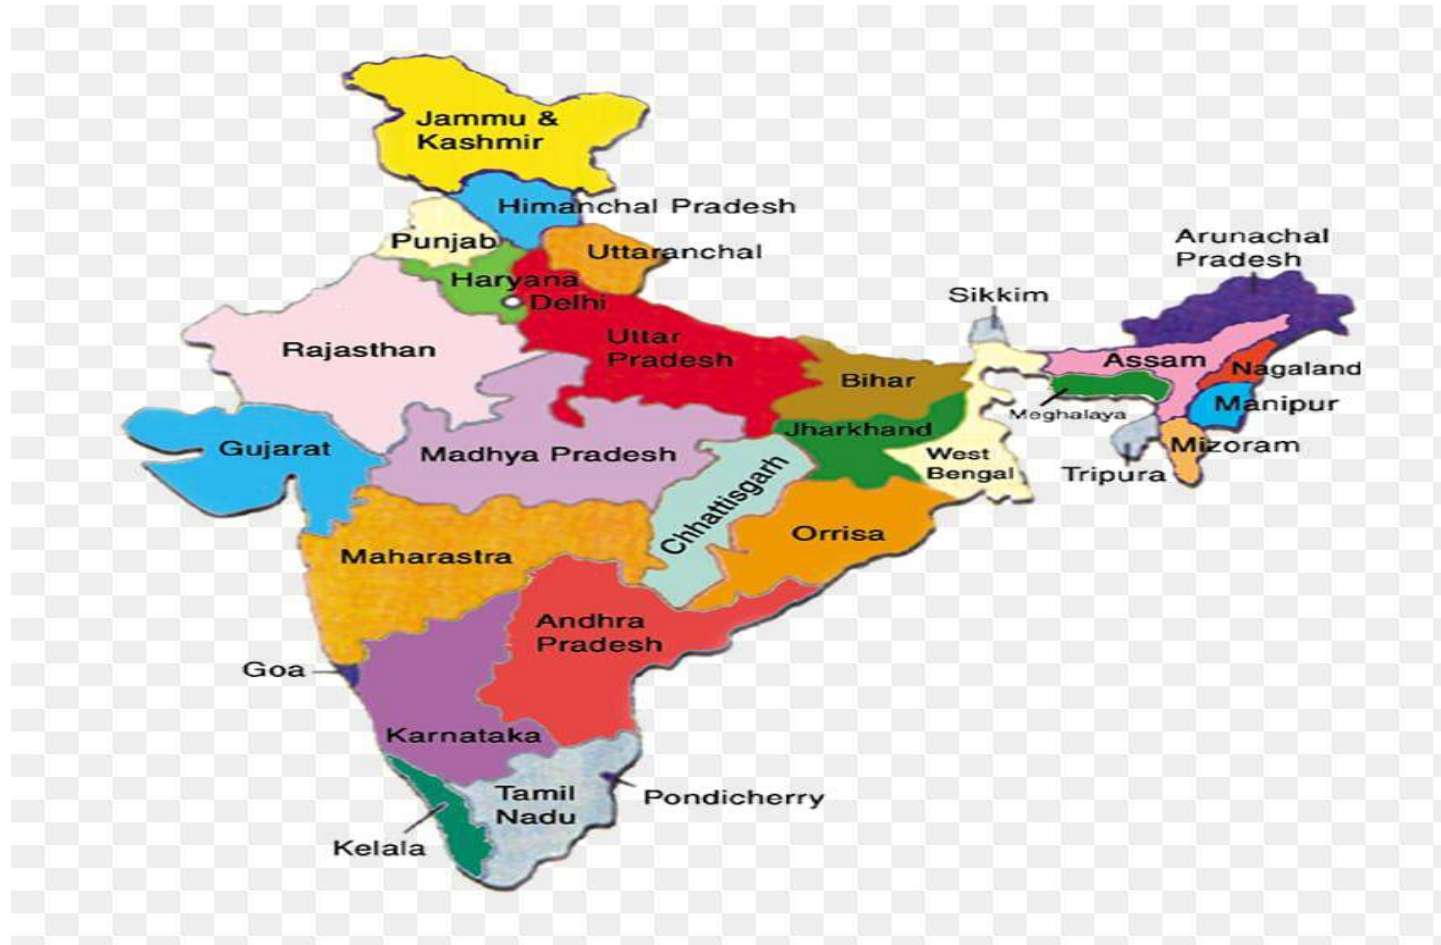 Jammu &
Kashmir
Himanchal Pradesh
Punjab
Uttaranchal
Haryana
Delhi
Arunachal
Pradesh
Sikkim
Rajasthan
Uttar
Pradesh
Bihar
Assam
Nagaland
Meghalaya
Manipur
Jharkhand
Gujarat
Madhya Pradesh
West
Bengal
Mizoram
Tripura
Chhattisgarh
Orrisa
Maharastra
Andhra
Pradesh
Goa
Karnataka
Tamil
Nadu
Pondicherry
Kelala